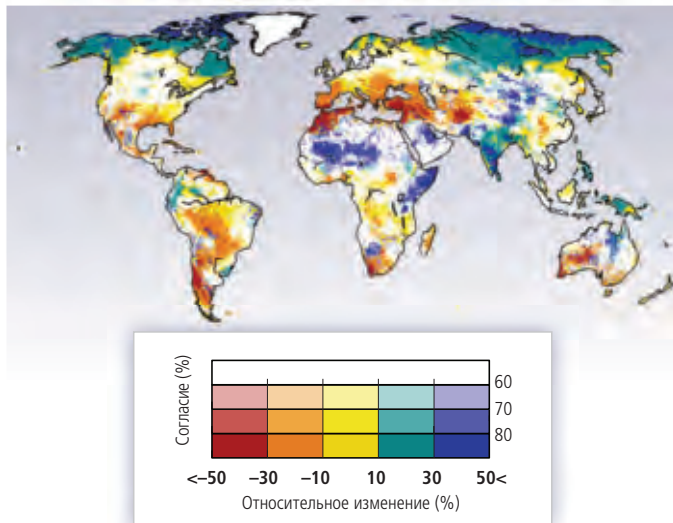 Согласие (%)
60
70
80
<–50 –30 –10 10 30 50<
Относительное изменение (%)